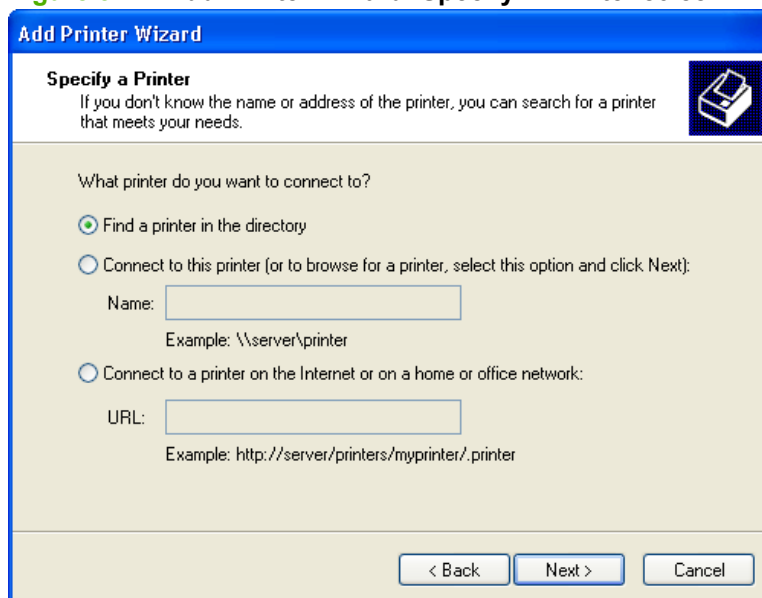 Add Printer Wizard
Specify a Printer
If you don't know the name or address of the printer, you can search for a printer
that meets your needs.
What printer do you want to connect to?
Find a printer in the directory
Connect to this printer (or to browse for a printer, select this option and click Next):
Name:
Example: \\server\printer
Connect to a printer on the Internet or on a home or office network:
URL:
Example: http://server/printers/myprinter/.printer
< Back
Next >
Cancel